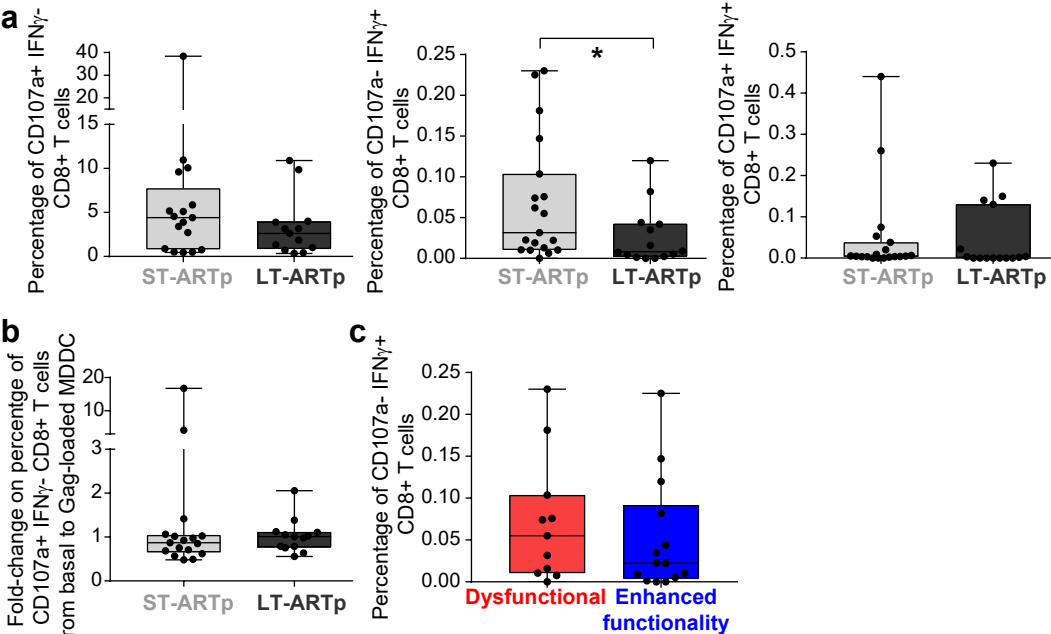 a
Percentage of CD107a+ IFNγ-
CD8+ T cells
40
30
20
15
10
5
0
ST-ARTp
LT-ARTp
Percentage of CD107a- IFNγ+
CD8+ T cells
0.25
0.20
0.15
0.10
0.05
0.00
*
ST-ARTp
LT-ARTp
Percentage of CD107a+ IFNγ+
CD8+ T cells
0.5
0.4
0.3
0.2
0.1
0.0
ST-ARTp
LT-ARTp
b
Fold-change on percentge of
CD107a+ IFNγ- CD8+ T cells
from basal to Gag-loaded MDDC
20
10
3
2
1
0
ST-ARTp
LT-ARTp
c
Percentage of CD107a- IFNγ+
CD8+ T cells
0.25
0.20
0.15
0.10
0.05
0.00
Dysfunctional
Enhanced
functionality